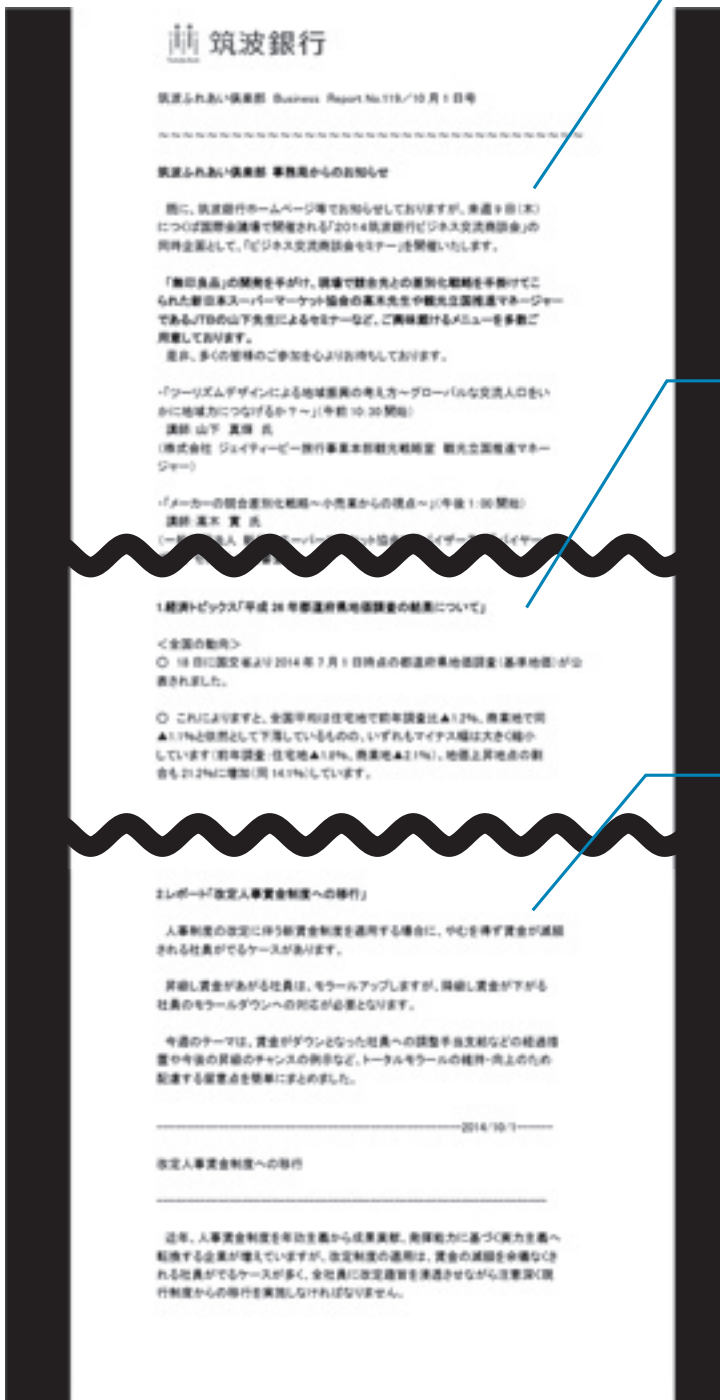 筑波銀行
筑波ふれあい倶楽部 Business Report No.119／10月1日号
~~~~~~~~~~~~~~~~~~~~~~~~~~~~~~~~~~~
筑波ふれあい倶楽部 事務局からのお知らせ
既に、筑波銀行ホームページ等でお知らせしておりますが、来週9日(木)
につくば国際会議場で開催される「2014筑波銀行ビジネス交流商談会」の
同時企画として、「ビジネス交流商談会セミナー」を開催いたします。
「無印良品」の開発を手がけ、現場で競合先との差別化戦略を手掛けてこ
られた新日本スーパーマーケット協会の髙木先生や観光立国推進マネージャー
であるJTBの山下先生によるセミナーなど、ご興味頂けるメニューを多数ご
用意しております。
是非、多くの皆様のご参加を心よりお待ちしております。
・「ツーリズムデザインによる地域振興の考え方～グローバルな交流人口をい
かに地域力につなげるか？～」(午前10:30開始)
講師 山下 真輝 氏
(株式会社 ジェイティービー旅行事業本部観光戦略室 観光立国推進マネー
ジャー)
・「メーカーの競合差別化戦略～小売業からの視点～」(午後1:00開始)
講師 髙木 實 氏
1.経済トピックス「平成26年都道府県地価調査の結果について」
＜全国の動向＞
○ 18日に国交省より2014年7月1日時点の都道府県地価調査(基準地価)が公
表されました。
○ これによりますと、全国平均は住宅地で前年調査比▲1.2%、商業地で同
▲1.1%と依然として下落しているものの、いずれもマイナス幅は大きく縮小
しています(前年調査：住宅地▲1.8%、商業地▲2.1%)、地価上昇地点の割
合も21.2%に増加(同14.1%)しています。
2.レポート「改定人事賃金制度への移行」
人事制度の改定に伴う新賃金制度を適用する場合に、やむを得ず賃金が減額
される社員がでるケースがあります。
昇級し賃金があがる社員は、モラールアップしますが、降級し賃金が下がる
社員のモラールダウンへの対応が必要となります。
今週のテーマは、賃金がダウンとなった社員への調整手当支給などの経過措
置や今後の昇級のチャンスの例示など、トータルモラールの維持・向上のため
配慮する留意点を簡単にまとめました。
--------------------------------------------------2014/10/1------
改定人事賃金制度への移行
----------------------------------------------------------------
近年、人事賃金制度を年功主義から成果貢献、発揮能力に基づく実力主義へ
転換する企業が増えていますが、改定制度の適用は、賃金の減額を余儀なくさ
れる社員がでるケースが多く、全社員に改定趣旨を浸透させながら注意深く現
行制度からの移行を実施しなければなりません。